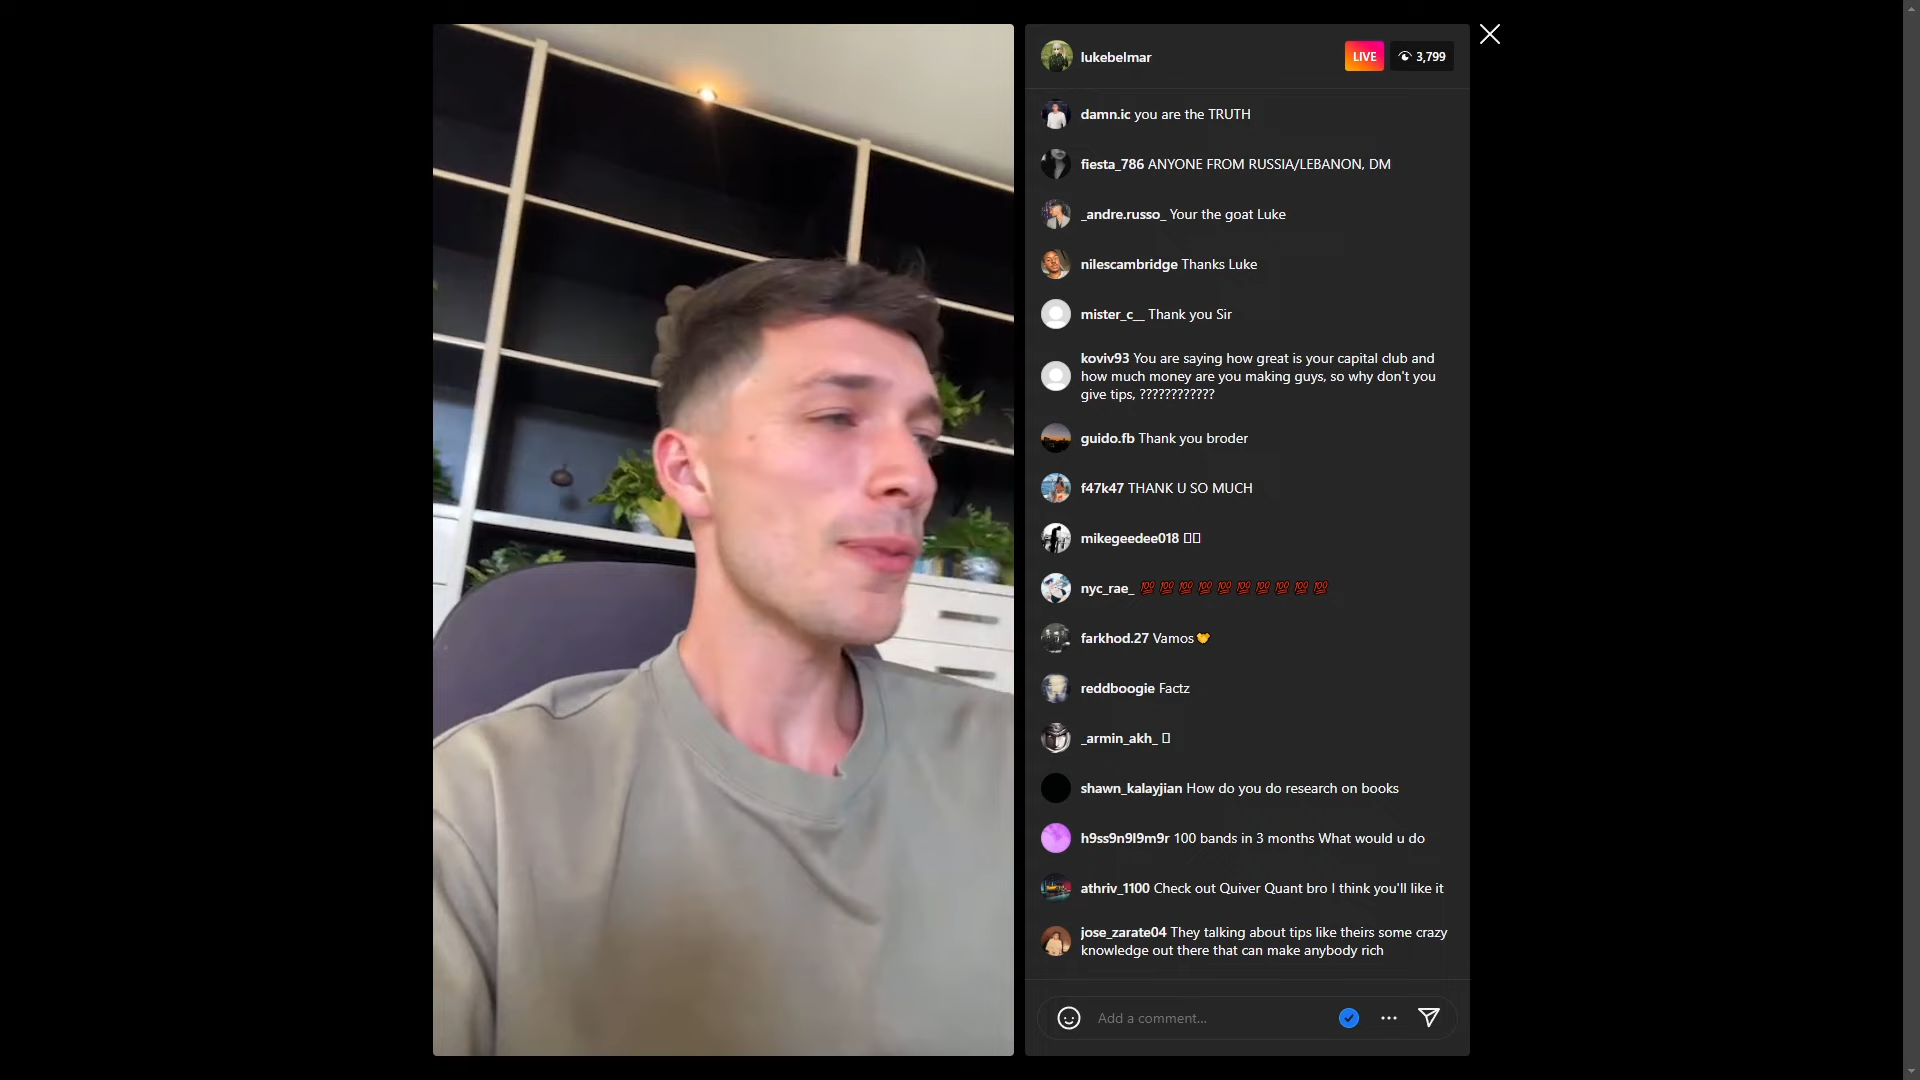 lukebelmar
LIVE
3,799
damn.ic you are the TRUTH
fiesta_786 ANYONE FROM RUSSIA/LEBANON, DM
_andre.russo_ Your the goat Luke
nilescambridge Thanks Luke
mister_c__ Thank you Sir
koviv93 You are saying how great is your capital club and
how much money are you making guys, so why don't you
give tips, ????????????
guido.fb Thank you broder
f47k47 THANK U SO MUCH
mikegeedee018
nyc_rae_ 💯💯💯💯💯💯💯💯💯💯
farkhod.27 Vamos
reddboogie Factz
_armin_akh_
shawn_kalayjian How do you do research on books
h9ss9n9l9m9r 100 bands in 3 months What would u do
athriv_1100 Check out Quiver Quant bro I think you'll like it
jose_zarate04 They talking about tips like theirs some crazy
knowledge out there that can make anybody rich
Add a comment...